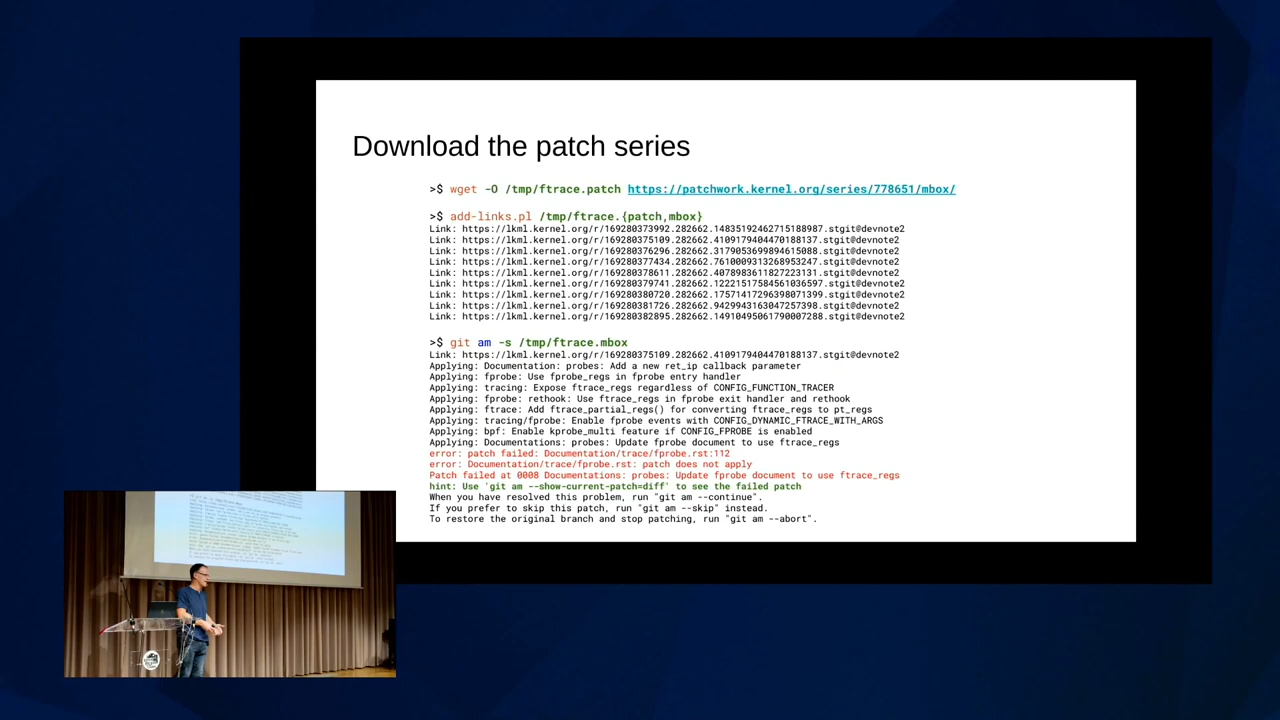 Download the patch series
>$ wget -O /tmp/ftrace.patch https://patchwork.kernel.org/series/778651/mbox/
>$ add-links.pl /tmp/ftrace.{patch,mbox}
Link: https://lkml.kernel.org/r/169280373992.282662.14835192462715188987.stgit@devnote2
Link: https://lkml.kernel.org/r/169280375109.282662.4109179404470188137.stgit@devnote2
Link: https://lkml.kernel.org/r/169280376296.282662.3179053699894615088.stgit@devnote2
Link: https://lkml.kernel.org/r/169280377434.282662.7610009313268953247.stgit@devnote2
Link: https://lkml.kernel.org/r/169280378611.282662.4078983611827223131.stgit@devnote2
Link: https://lkml.kernel.org/r/169280379741.282662.12221517584561036597.stgit@devnote2
Link: https://lkml.kernel.org/r/169280380720.282662.17571417296398071399.stgit@devnote2
Link: https://lkml.kernel.org/r/169280381726.282662.9429943163047257398.stgit@devnote2
Link: https://lkml.kernel.org/r/169280382895.282662.14910495061790007288.stgit@devnote2
>$ git am -s /tmp/ftrace.mbox
Link: https://lkml.kernel.org/r/169280375109.282662.4109179404470188137.stgit@devnote2
Applying: Documentation: probes: Add a new ret_ip callback parameter
Applying: fprobe: Use fprobe_regs in fprobe entry handler
Applying: tracing: Expose ftrace_regs regardless of CONFIG_FUNCTION_TRACER
Applying: fprobe: rethook: Use ftrace_regs in fprobe exit handler and rethook
Applying: ftrace: Add ftrace_partial_regs() for converting ftrace_regs to pt_regs
Applying: tracing/fprobe: Enable fprobe events with CONFIG_DYNAMIC_FTRACE_WITH_ARGS
Applying: bpf: Enable kprobe_multi feature if CONFIG_FPROBE is enabled
Applying: Documentations: probes: Update fprobe document to use ftrace_regs
error: patch failed: Documentation/trace/fprobe.rst:112
error: Documentation/trace/fprobe.rst: patch does not apply
Patch failed at 0008 Documentations: probes: Update fprobe document to use ftrace_regs
hint: Use 'git am --show-current-patch=diff' to see the failed patch
When you have resolved this problem, run "git am --continue".
If you prefer to skip this patch, run "git am --skip" instead.
To restore the original branch and stop patching, run "git am --abort".